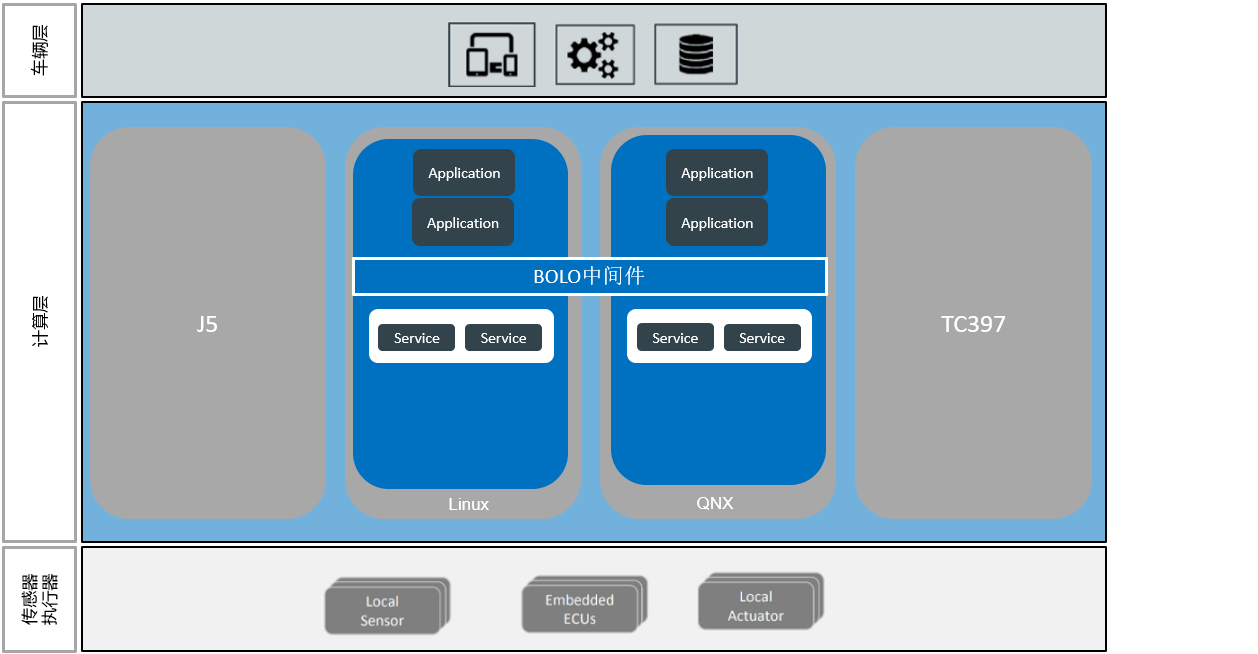 车辆层
计算层
J5
Application
Application
Application
Application
BOLO中间件
Service
Service
Service
Service
Linux
QNX
TC397
传感器
执行器
Local
Sensor
Embedded
ECUs
Local
Actuator